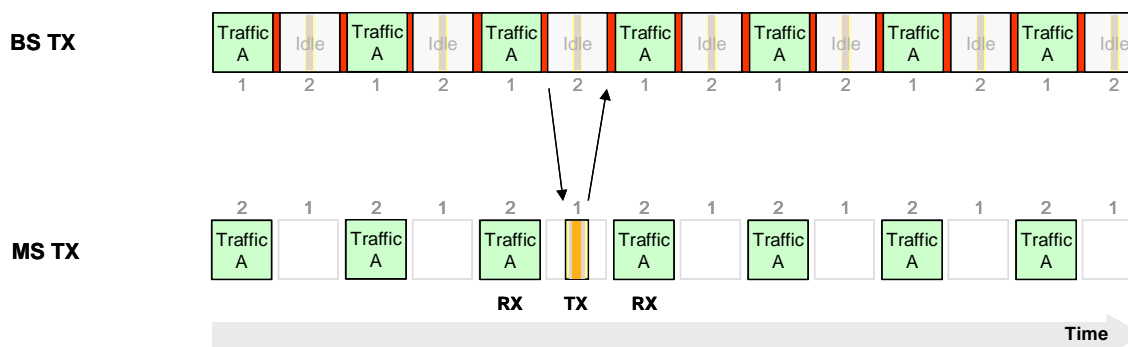 BS TX
Traffic A Idle Traffic A Idle Traffic A Idle Traffic A Idle Traffic A Idle Traffic A Idle Traffic A Idle
1 2 1 2 1 2 1 2 1 2 1 2 1 2
2 1 2 1 2 1 2 1 2 1 2 1 2 1
MS TX
Traffic A Traffic A Traffic A Traffic A Traffic A Traffic A Traffic A
RX TX RX
Time